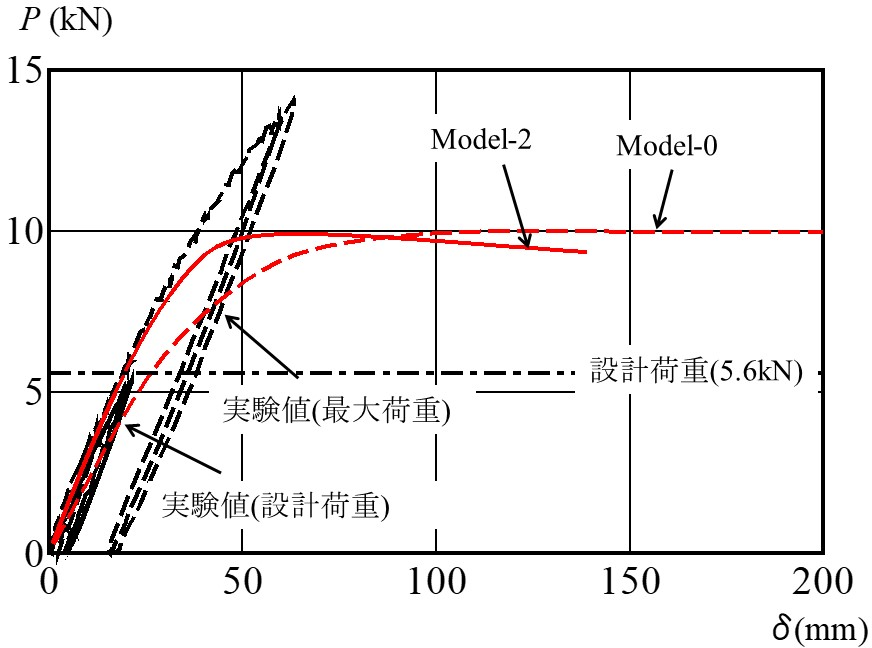 P (kN)
15
Model-2
Model-0
10
設計荷重(5.6kN)
5
実験値(最大荷重)
実験値(設計荷重)
0
0 50 100 150 200
δ(mm)